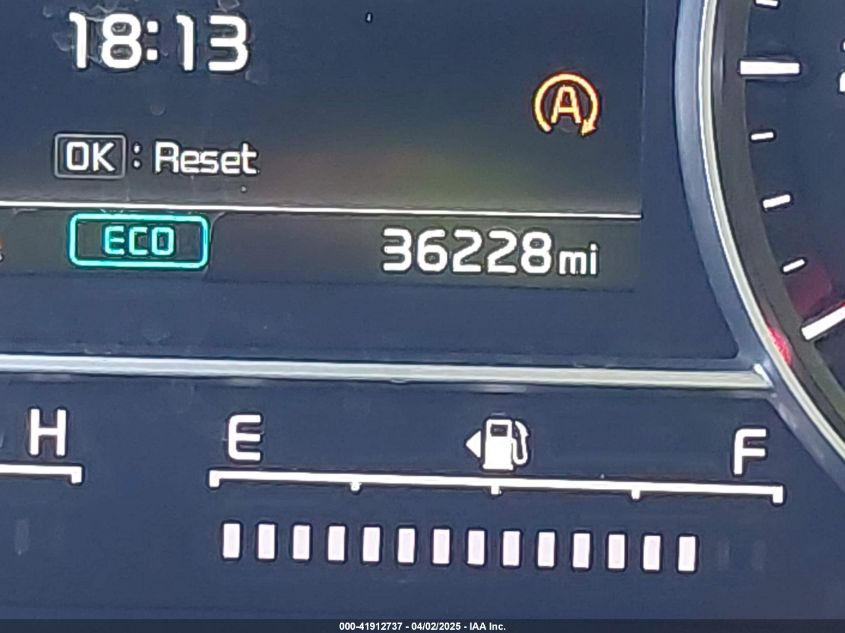 18:13
A
OK : Reset
ECO
36228 mi
H
E
F
000-41912737 - 04/02/2025 - IAA Inc.